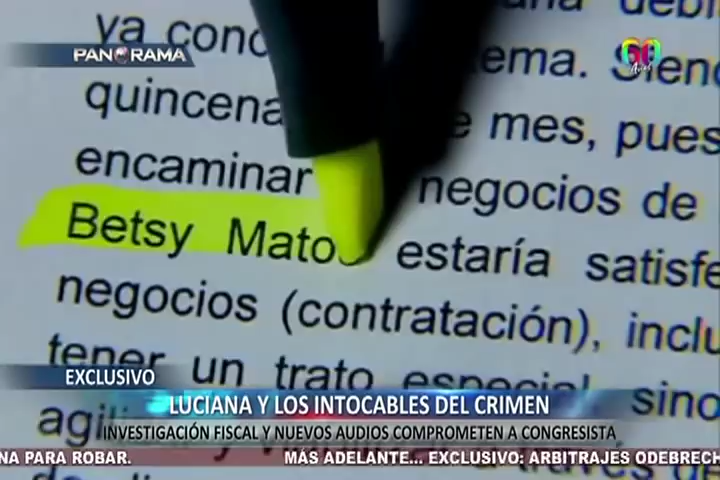 ya
ema.
PANORAMA
quincena
e mes, pues
encaminar negocios de
Betsy Mato estaría satisfe
negocios (contratación), inclu
tener un trato especial sino
EXCLUSIVO
LUCIANA Y LOS INTOCABLES DEL CRIMEN
INVESTIGACIÓN FISCAL Y NUEVOS AUDIOS COMPROMETEN A CONGRESISTA
NA PARA ROBAR. MÁS ADELANTE... EXCLUSIVO: ARBITRAJES ODEBRECH